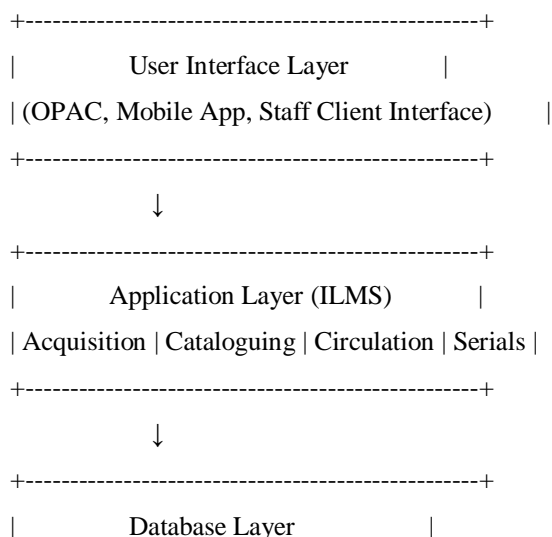 +---------------------------------------------------+
| User Interface Layer |
| (OPAC, Mobile App, Staff Client Interface) |
+---------------------------------------------------+
↓
+---------------------------------------------------+
| Application Layer (ILMS) |
| Acquisition | Cataloguing | Circulation | Serials |
+---------------------------------------------------+
↓
+---------------------------------------------------+
| Database Layer |